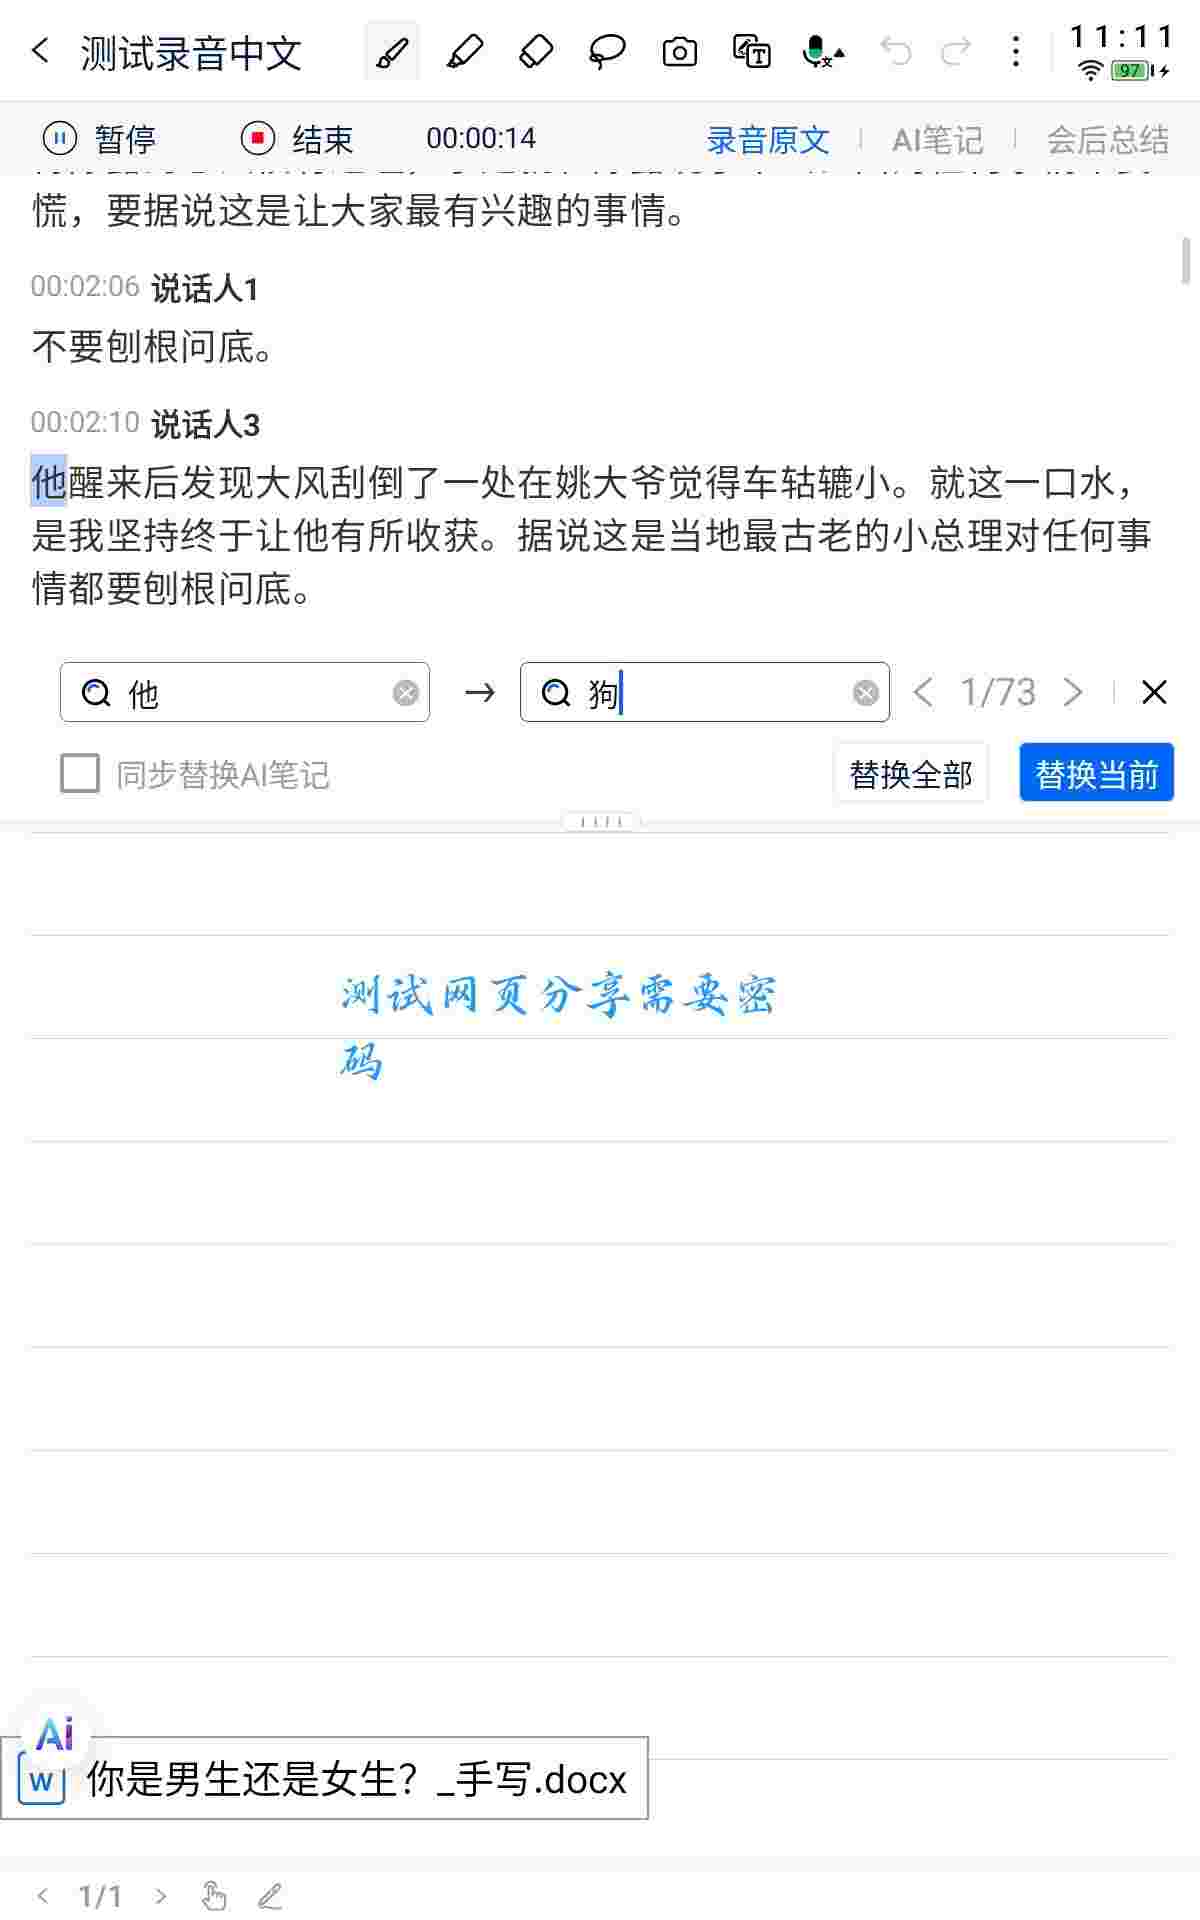 测试录音中文
11:11
97
暂停 结束 00:00:14 录音原文 AI笔记 会后总结
慌，要据说这是让大家最有兴趣的事情。
00:02:06 说话人1
不要刨根问底。
00:02:10 说话人3
他醒来后发现大风刮倒了一处在姚大爷觉得车轱辘小。就这一口水，
是我坚持终于让他有所收获。据说这是当地最古老的小总理对任何事
情都要刨根问底。
他 → 狗 1/73
同步替换AI笔记 替换全部 替换当前
测试网页分享需要密
码
Ai
W 你是男生还是女生？_手写.docx
1/1